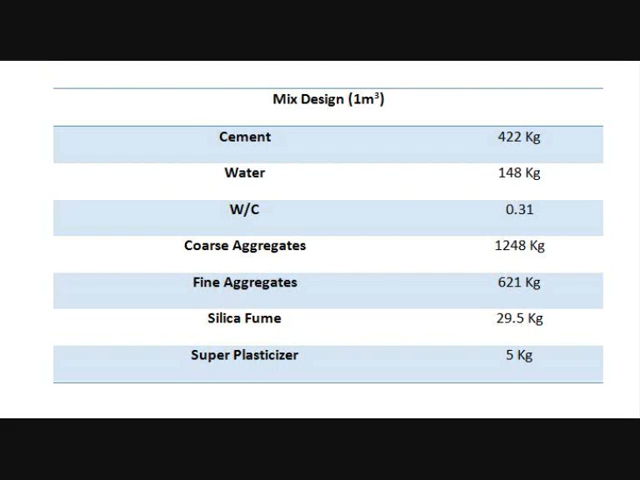 Mix Design (1m³)
Cement 422 Kg
Water 148 Kg
W/C 0.31
Coarse Aggregates 1248 Kg
Fine Aggregates 621 Kg
Silica Fume 29.5 Kg
Super Plasticizer 5 Kg